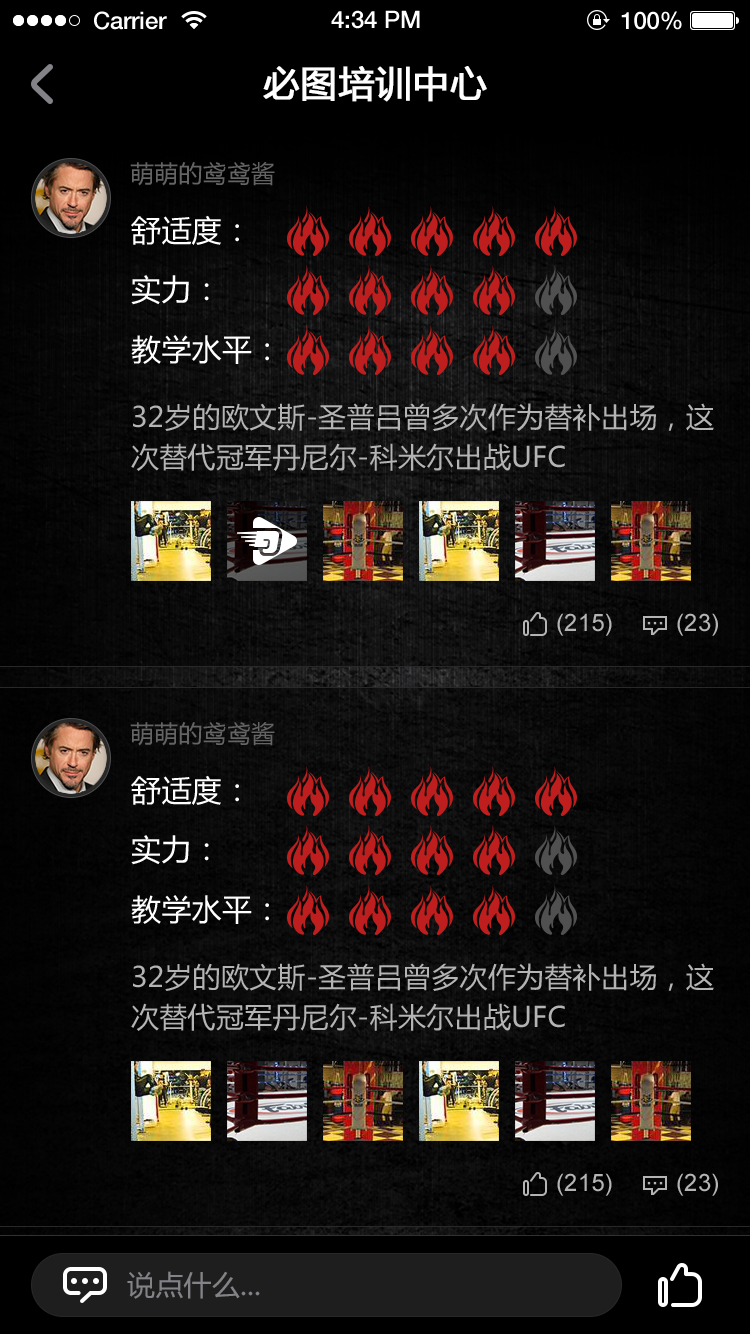 Carrier 4:34 PM 100%
必图培训中心
萌萌的鸢鸢酱
舒适度：
实力：
教学水平：
32岁的欧文斯-圣普吕曾多次作为替补出场，这
次替代冠军丹尼尔-科米尔出战UFC
(215) (23)
萌萌的鸢鸢酱
舒适度：
实力：
教学水平：
32岁的欧文斯-圣普吕曾多次作为替补出场，这
次替代冠军丹尼尔-科米尔出战UFC
(215) (23)
说点什么...